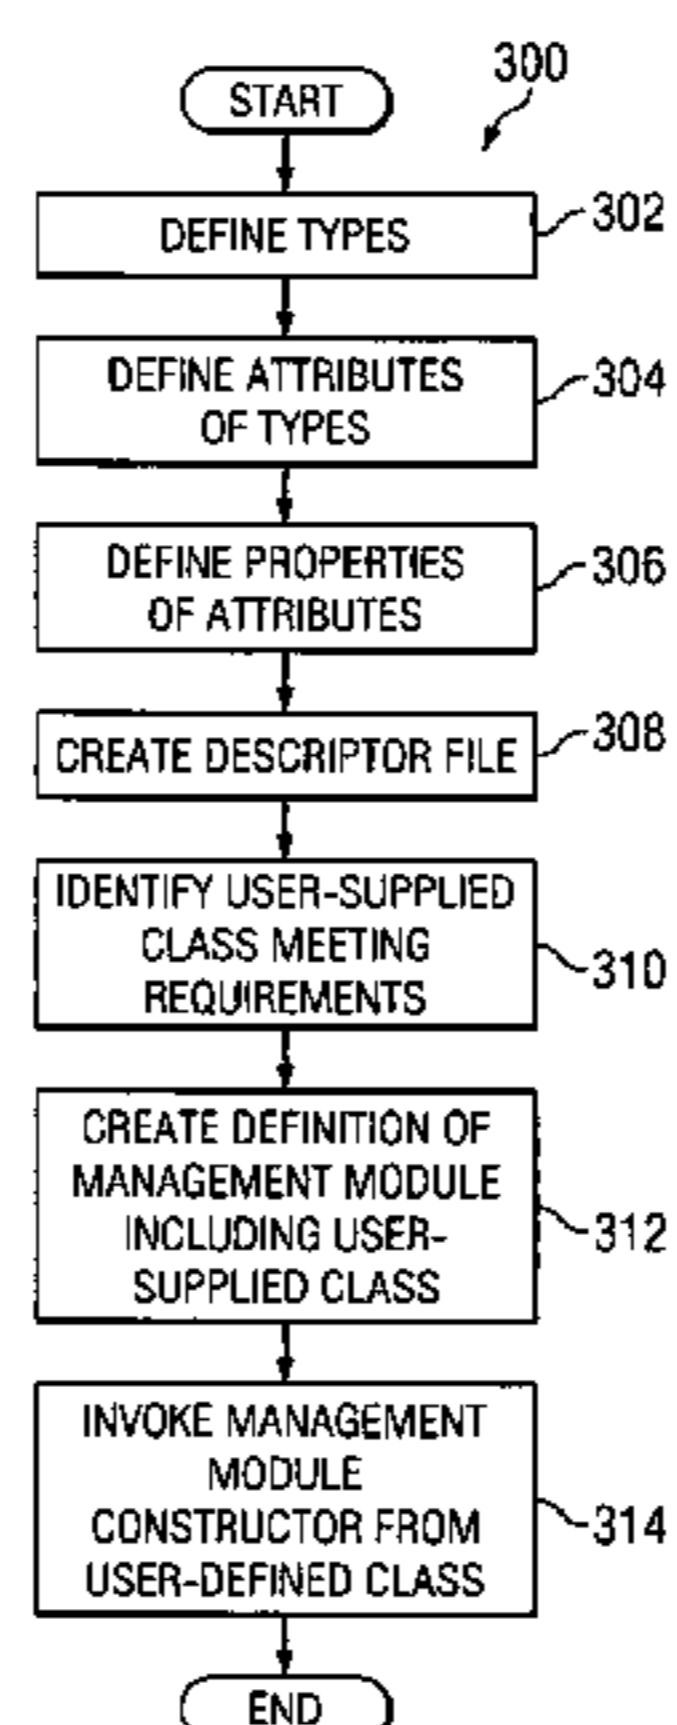 300
START
DEFINE TYPES
302
DEFINE ATTRIBUTES
OF TYPES
304
DEFINE PROPERTIES
OF ATTRIBUTES
306
CREATE DESCRIPTOR FILE
308
IDENTIFY USER-SUPPLIED
CLASS MEETING
REQUIREMENTS
310
CREATE DEFINITION OF
MANAGEMENT MODULE
INCLUDING USER-
SUPPLIED CLASS
312
INVOKE MANAGEMENT
MODULE
CONSTRUCTOR FROM
USER-DEFINED CLASS
314
END